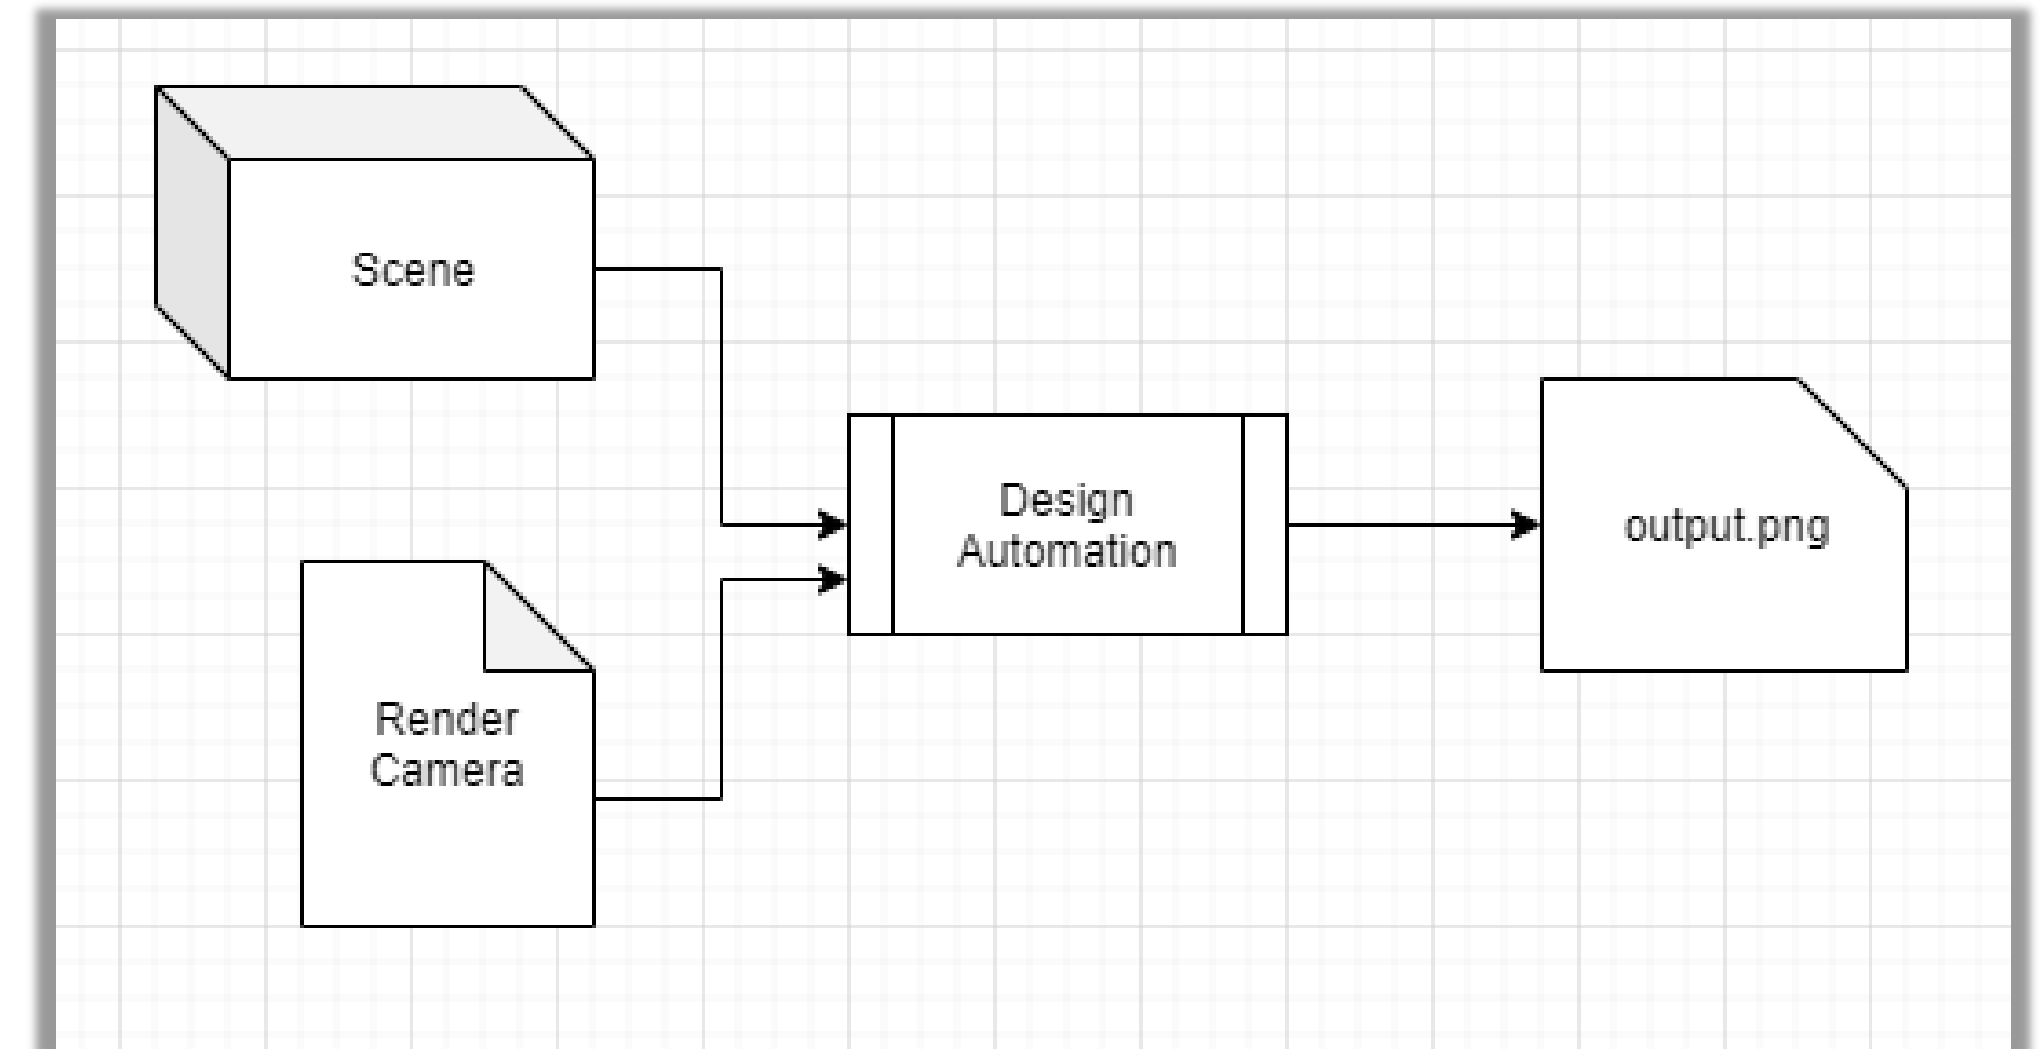 Scene
Design
Automation
output.png
Render
Camera